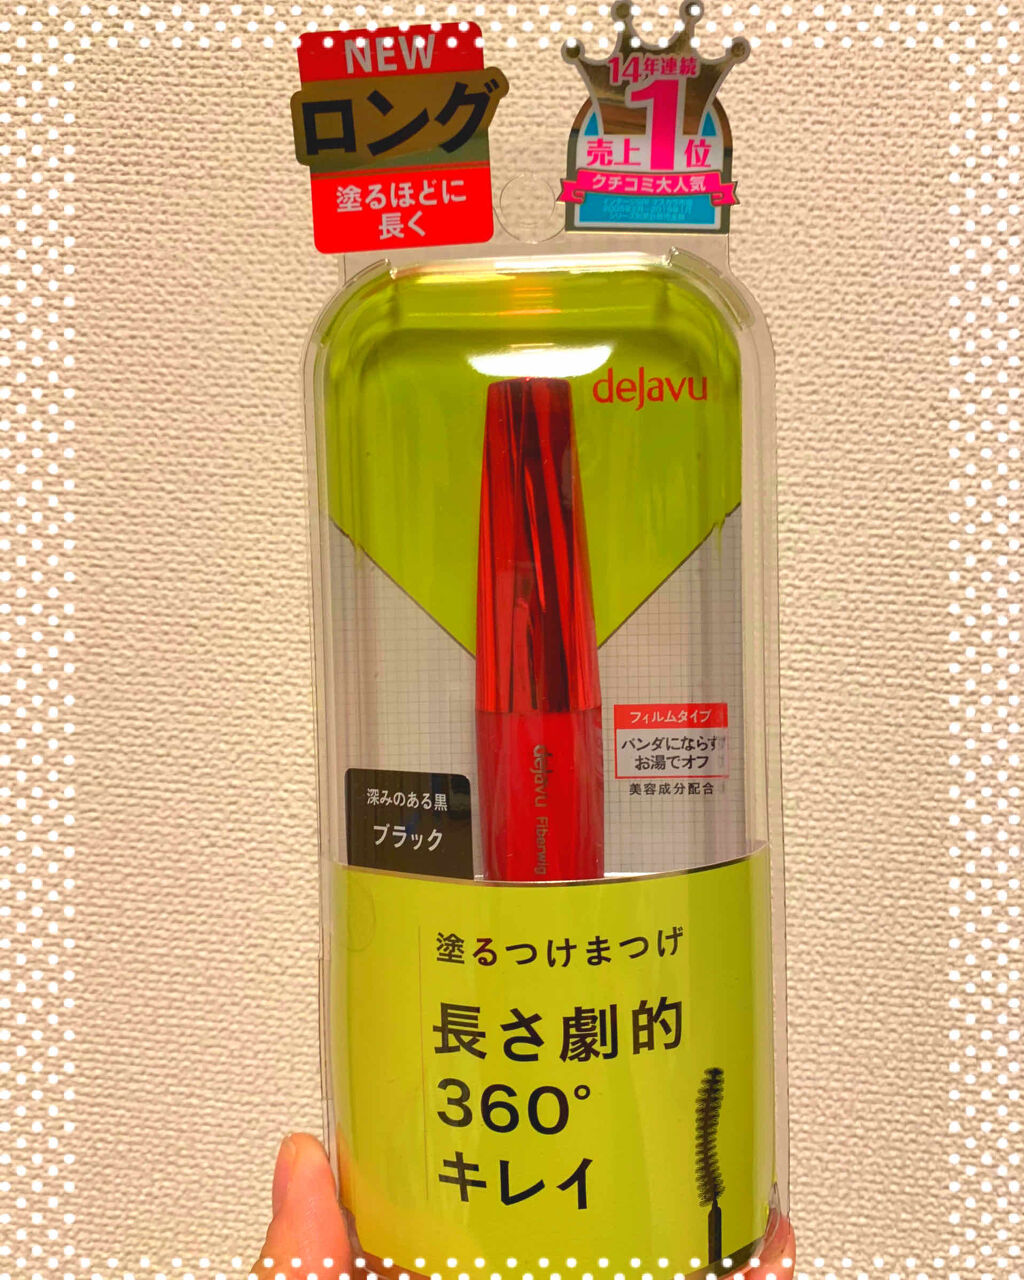 NEW
ロング
塗るほどに
長く
14年連続
売上1位
クチコミ大人気
dejavu
フィルムタイプ
パンダにならず
お湯でオフ
美容成分配合
深みのある黒
ブラック
dejavu Fiberwig
塗るつけまつげ
長さ劇的
360°
キレイ